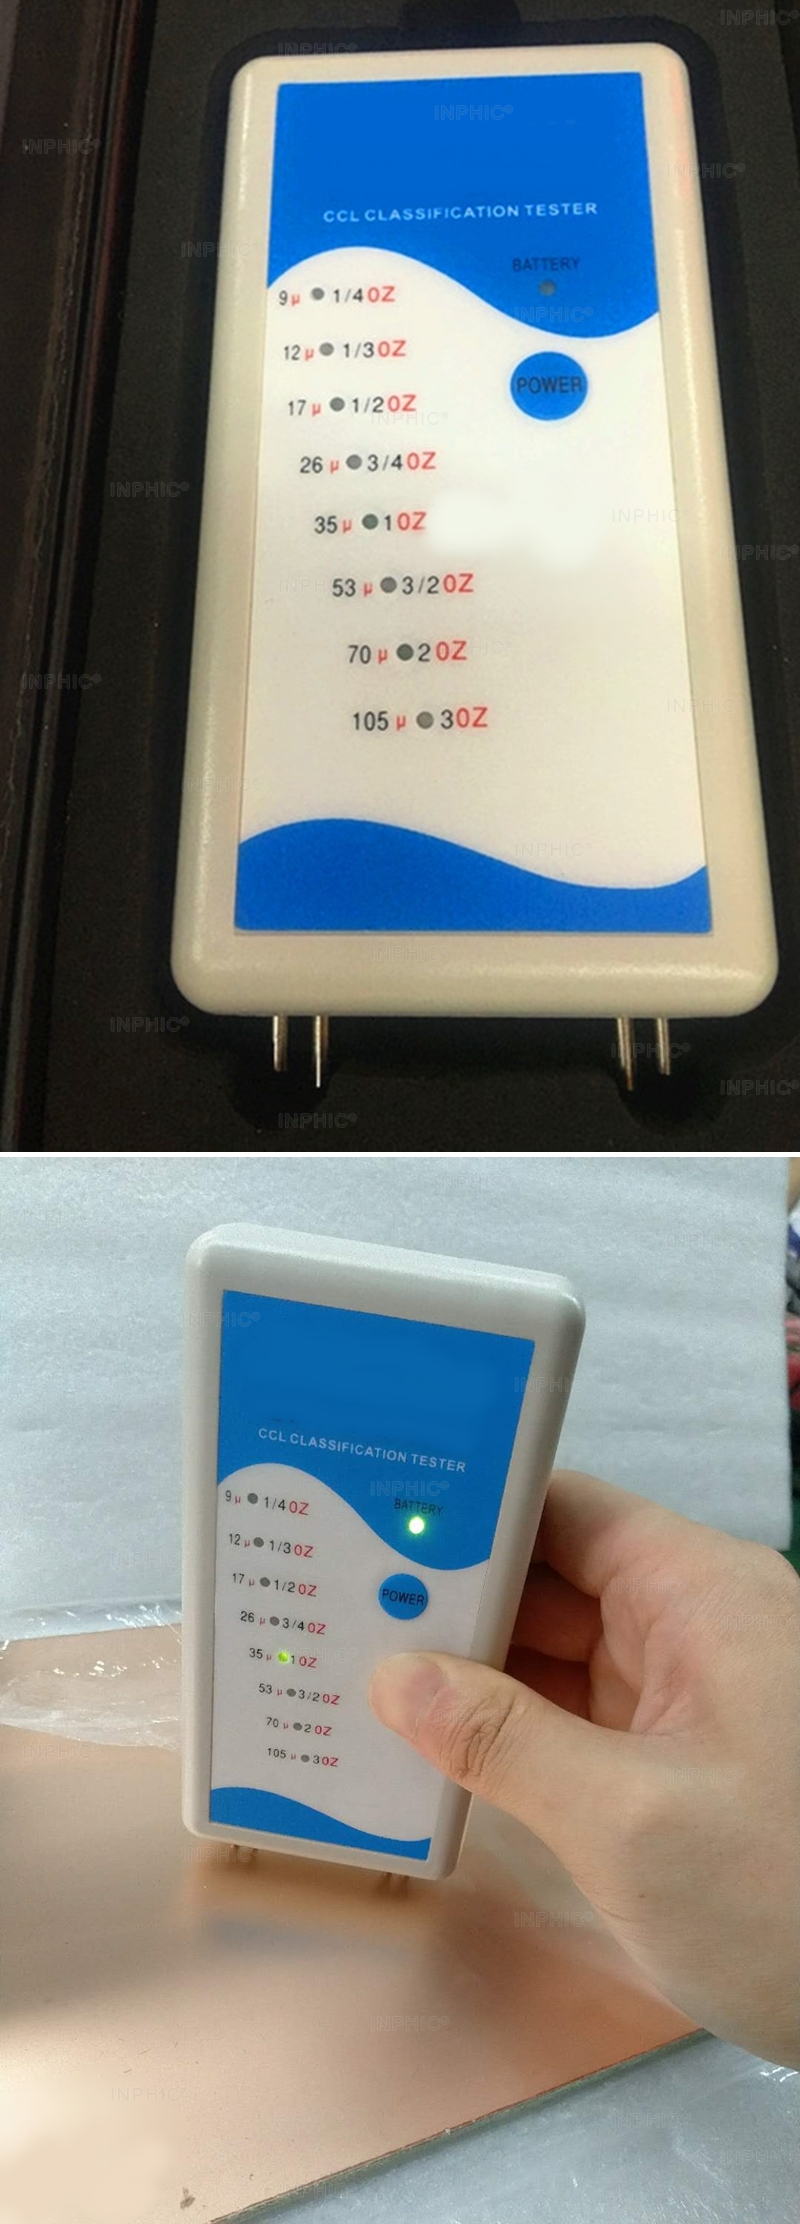 INPHIC®
CCL CLASSIFICATION TESTER
BATTERY
9μ 1/4OZ
12μ 1/3OZ
POWER
17μ 1/2OZ
26μ 3/4OZ
35μ 1OZ
53μ 3/2OZ
70μ 2OZ
105μ 3OZ
CCL CLASSIFICATION TESTER
BATTERY
9μ 1/4OZ
12μ 1/3OZ
17μ 1/2OZ
POWER
26μ 3/4OZ
35μ 1OZ
53μ 3/2OZ
70μ 2OZ
105μ 3OZ